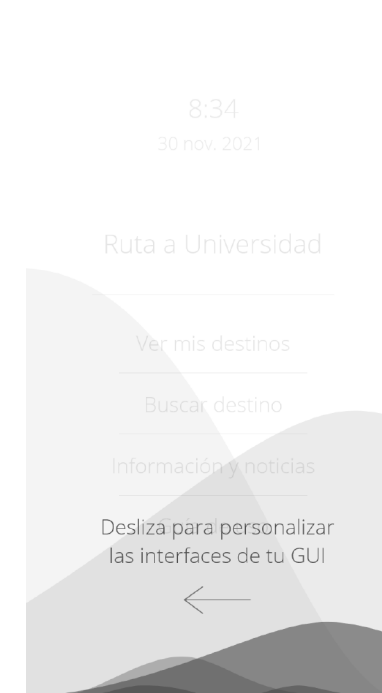 8:34
30 nov. 2021
Ruta a Universidad
Ver mis destinos
Buscar destino
Información y noticias
Desliza para personalizar
las interfaces de tu GUI